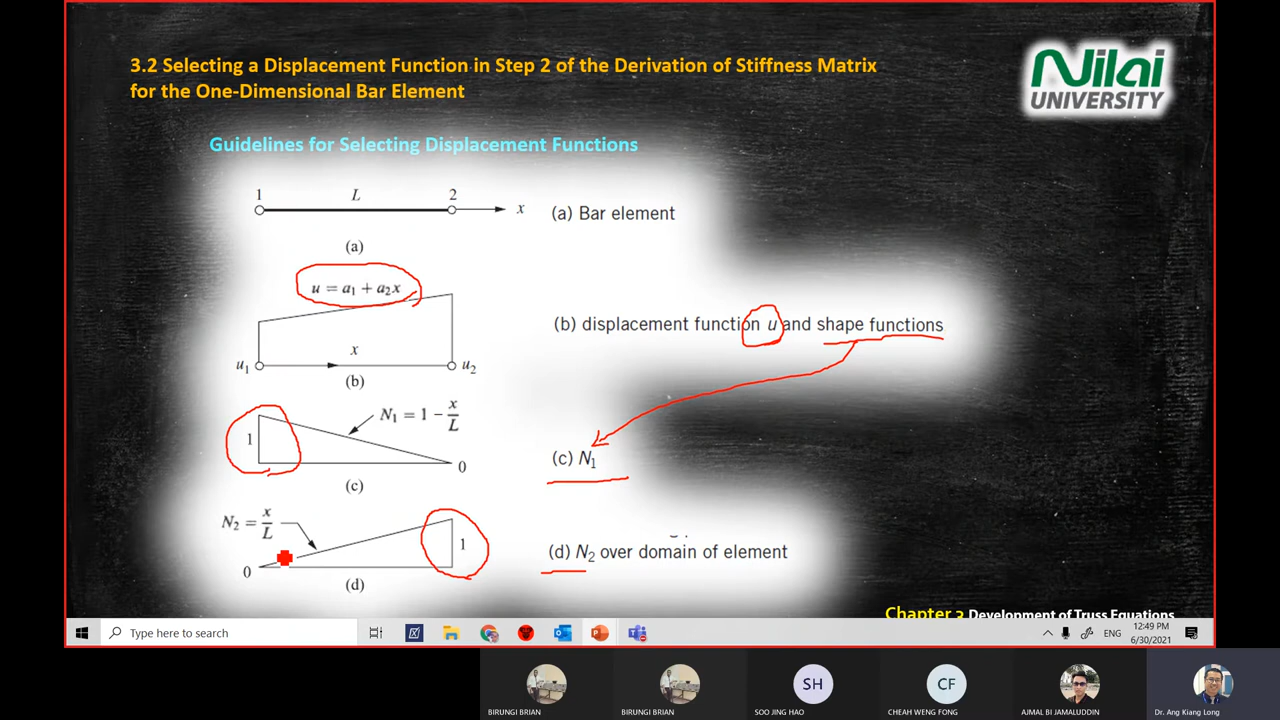 3.2 Selecting a Displacement Function in Step 2 of the Derivation of Stiffness Matrix
for the One-Dimensional Bar Element
Nilai
UNIVERSITY
Guidelines for Selecting Displacement Functions
1 L 2
x
(a) Bar element
(a)
u = a₁ + a₂x
(b) displacement function u and shape functions
u₁ x u₂
(b)
N₁ = 1 − x/L
1
0
(c) N₁
(c)
N₂ = x/L
1
(d) N₂ over domain of element
0
(d)
Chapter 3 Development of Truss Equations
Type here to search
ENG
12:49 PM
6/30/2021
SH
CF
BIRUNGI BRIAN
BIRUNGI BRIAN
SOO JING HAO
CHEAH WENG FONG
AJMAL BI JAMALUDDIN
Dr. Ang Kiang Long